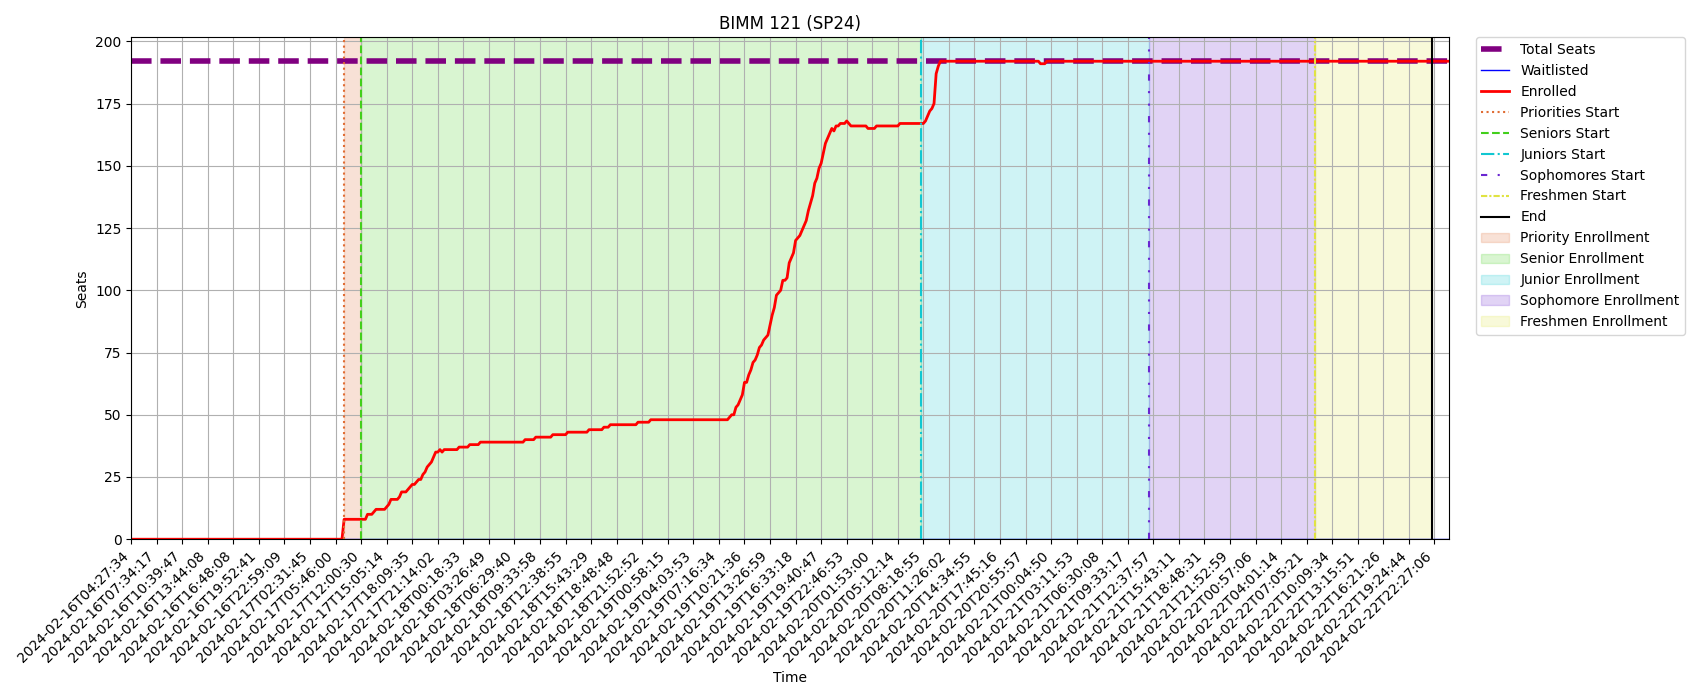 BIMM 121 (SP24)
200
175
150
125
100
75
50
25
0
Seats
2024-02-16T04:27:34
2024-02-16T07:34:17
2024-02-16T10:39:47
2024-02-16T13:44:08
2024-02-16T16:48:08
2024-02-16T19:52:41
2024-02-16T22:59:09
2024-02-17T02:31:45
2024-02-17T05:46:00
2024-02-17T12:00:30
2024-02-17T15:05:14
2024-02-17T18:09:35
2024-02-17T21:14:02
2024-02-18T00:18:33
2024-02-18T03:26:49
2024-02-18T06:29:40
2024-02-18T09:33:58
2024-02-18T12:38:55
2024-02-18T15:43:29
2024-02-18T18:48:48
2024-02-18T21:52:52
2024-02-19T00:58:15
2024-02-19T04:03:53
2024-02-19T07:16:34
2024-02-19T10:21:36
2024-02-19T13:26:59
2024-02-19T16:33:18
2024-02-19T19:40:47
2024-02-19T22:46:53
2024-02-20T01:53:00
2024-02-20T05:12:14
2024-02-20T08:18:55
2024-02-20T11:26:02
2024-02-20T14:34:55
2024-02-20T17:45:16
2024-02-20T20:55:57
2024-02-21T00:04:50
2024-02-21T03:11:53
2024-02-21T06:30:08
2024-02-21T09:33:17
2024-02-21T12:37:57
2024-02-21T15:43:11
2024-02-21T18:48:31
2024-02-21T21:52:59
2024-02-22T00:57:06
2024-02-22T04:01:14
2024-02-22T07:05:21
2024-02-22T10:09:34
2024-02-22T13:15:51
2024-02-22T16:21:26
2024-02-22T19:24:44
2024-02-22T22:27:06
Time
Total Seats
Waitlisted
Enrolled
Priorities Start
Seniors Start
Juniors Start
Sophomores Start
Freshmen Start
End
Priority Enrollment
Senior Enrollment
Junior Enrollment
Sophomore Enrollment
Freshmen Enrollment